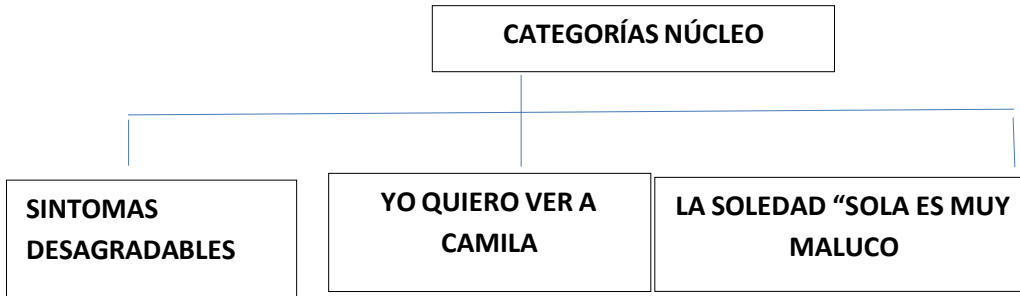 CATEGORÍAS NÚCLEO
SINTOMAS
DESAGRADABLES
YO QUIERO VER A
CAMILA
LA SOLEDAD “SOLA ES MUY
MALUCO